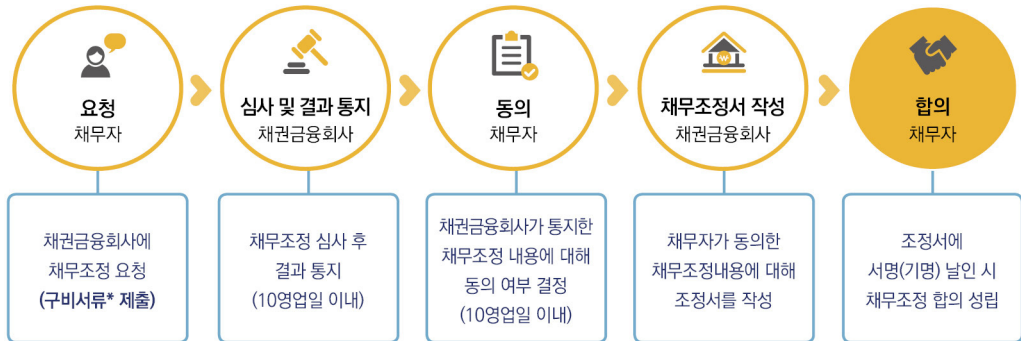 요청
채무자
심사 및 결과 통지
채권금융회사
동의
채무자
채무조정서 작성
채권금융회사
합의
채무자
채권금융회사에
채무조정 요청
(구비서류* 제출)
채무조정 심사 후
결과 통지
(10영업일 이내)
채권금융회사가 통지한
채무조정 내용에 대해
동의 여부 결정
(10영업일 이내)
채무자가 동의한
채무조정내용에 대해
조정서를 작성
조정서에
서명(기명) 날인 시
채무조정 합의 성립